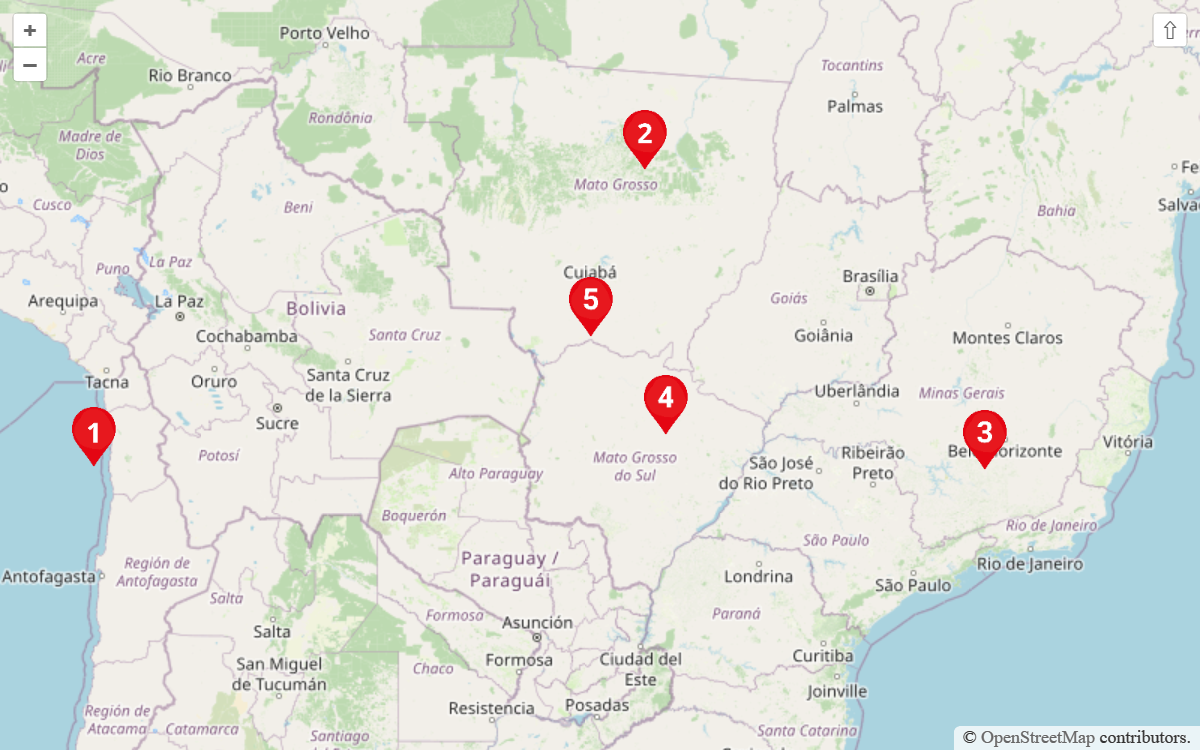 +
−
⇧
Porto Velho
Acre
Rio Branco
Tocantins
Palmas
Rondônia
2
Madre de
Dios
Mato Grosso
Fe
Cusco
Beni
Bahia
Salva
Puno
La Paz
Cuiabá
Brasília
Arequipa
La Paz
Bolivia
5
Goiás
Cochabamba
Santa Cruz
Goiânia
Montes Claros
Tacna
Oruro
Santa Cruz
de la Sierra
Uberlândia
Minas Gerais
4
Sucre
1
3
Vitória
Potosí
Alto Paraguay
Mato Grosso
do Sul
São José
do Rio Preto
Ribeirão
Preto
Boquerón
Rio de Janeiro
São Paulo
Rio de Janeiro
Paraguay /
Paraguái
Región de
Antofagasta
Antofagasta
Londrina
São Paulo
Salta
Formosa
Paraná
Asunción
Salta
Chaco
Formosa
Ciudad del
Este
Curitiba
San Miguel
de Tucumán
Joinville
Resistencia
Posadas
Región de
Atacama
Catamarca
Santiago
Santa Catarina
© OpenStreetMap contributors.